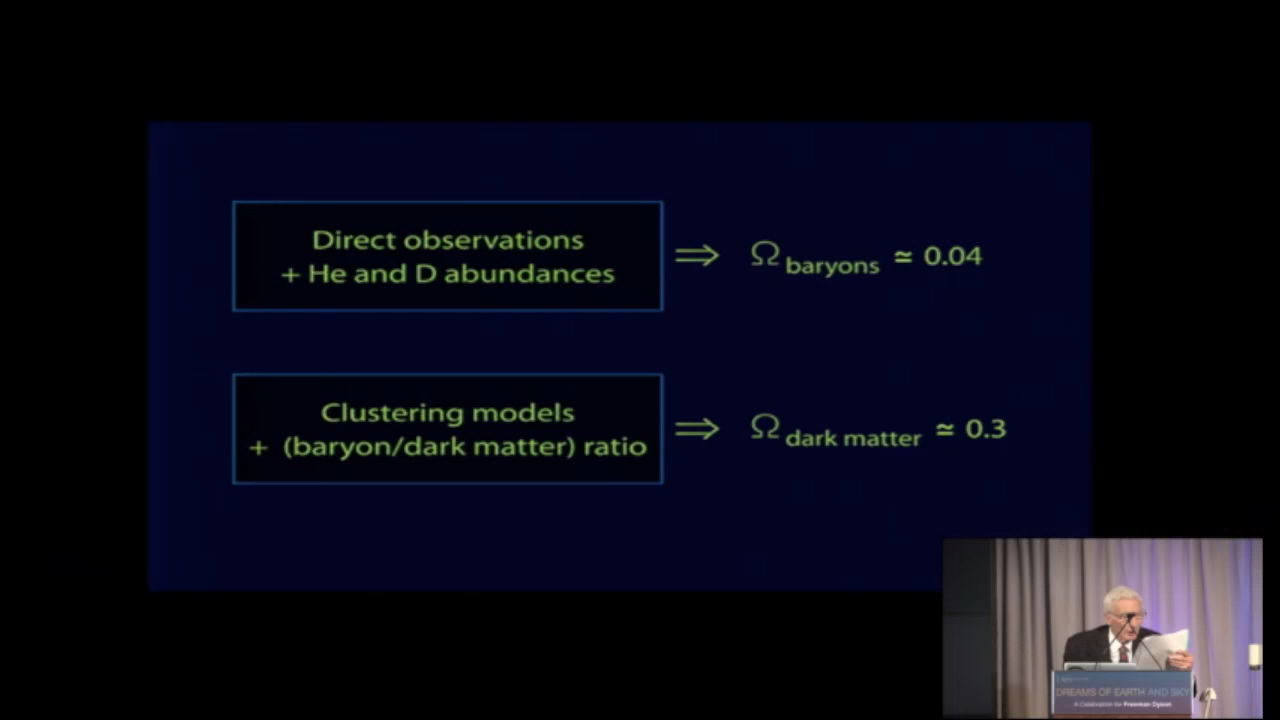 Direct observations
+ He and D abundances
⇒ Ω baryons ≃ 0.04
Clustering models
+ (baryon/dark matter) ratio
⇒ Ω dark matter ≃ 0.3
DREAMS OF EARTH AND SKY
A Celebration for Freeman Dyson